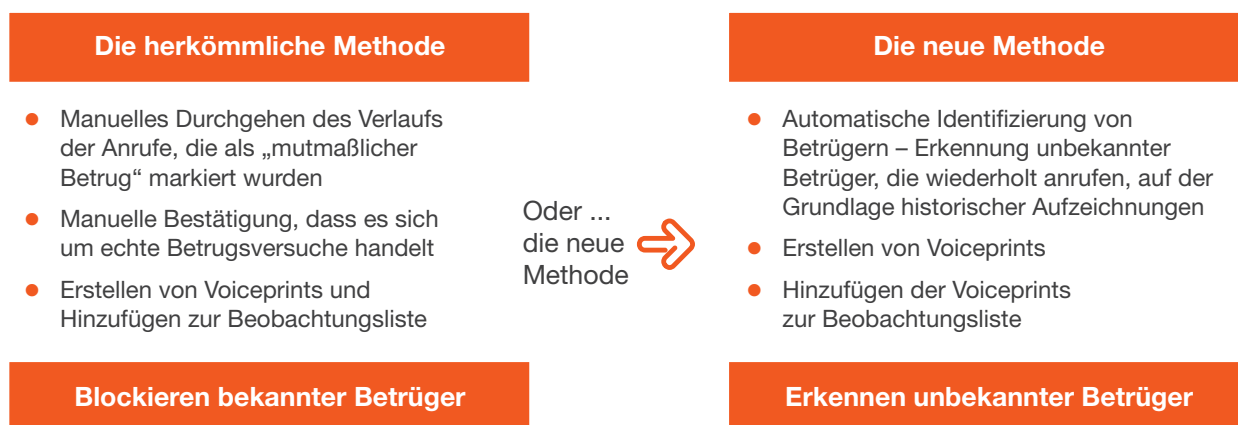 Die herkömmliche Methode
Manuelles Durchgehen des Verlaufs
der Anrufe, die als „mutmaßlicher
Betrug“ markiert wurden
Manuelle Bestätigung, dass es sich
um echte Betrugsversuche handelt
Erstellen von Voiceprints und
Hinzufügen zur Beobachtungsliste
Blockieren bekannter Betrüger
Oder ...
die neue
Methode
Die neue Methode
Automatische Identifizierung von
Betrügern – Erkennung unbekannter
Betrüger, die wiederholt anrufen, auf der
Grundlage historischer Aufzeichnungen
Erstellen von Voiceprints
Hinzufügen der Voiceprints
zur Beobachtungsliste
Erkennen unbekannter Betrüger